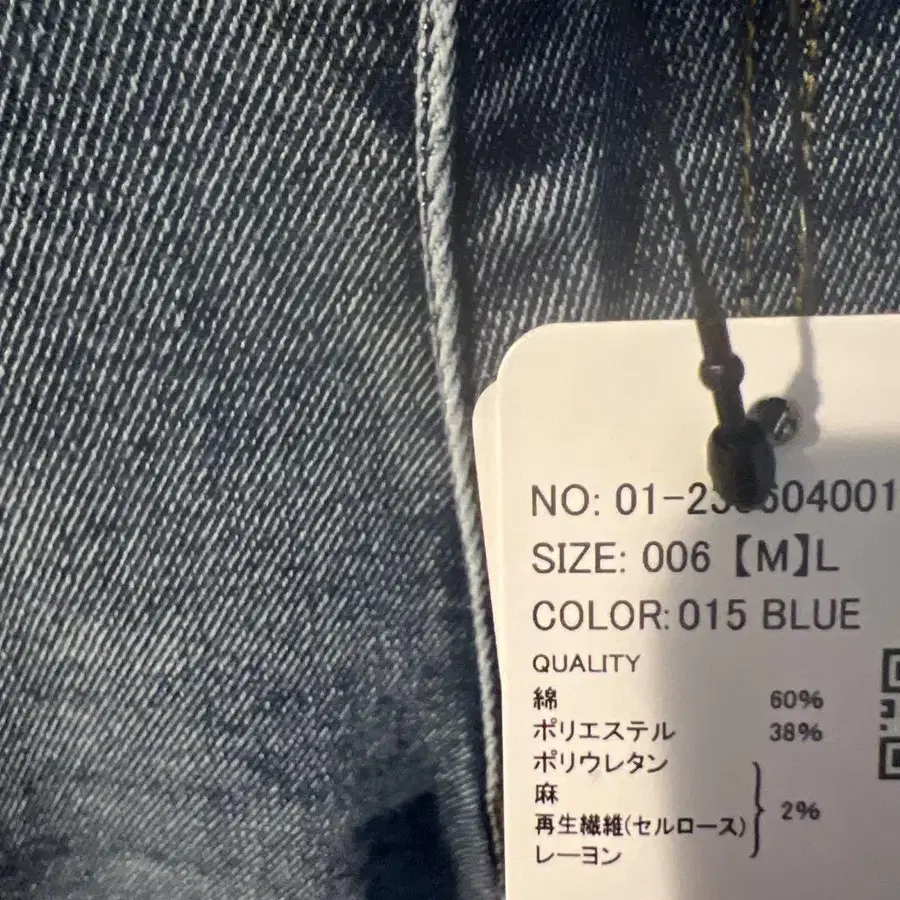 NO: 01-23
604001
SIZE: 006【M】L
COLOR: 015 BLUE
QUALITY
綿 60%
ポリエステル 38%
ポリウレタン
麻
再生繊維(セルロース) 2%
レーヨン